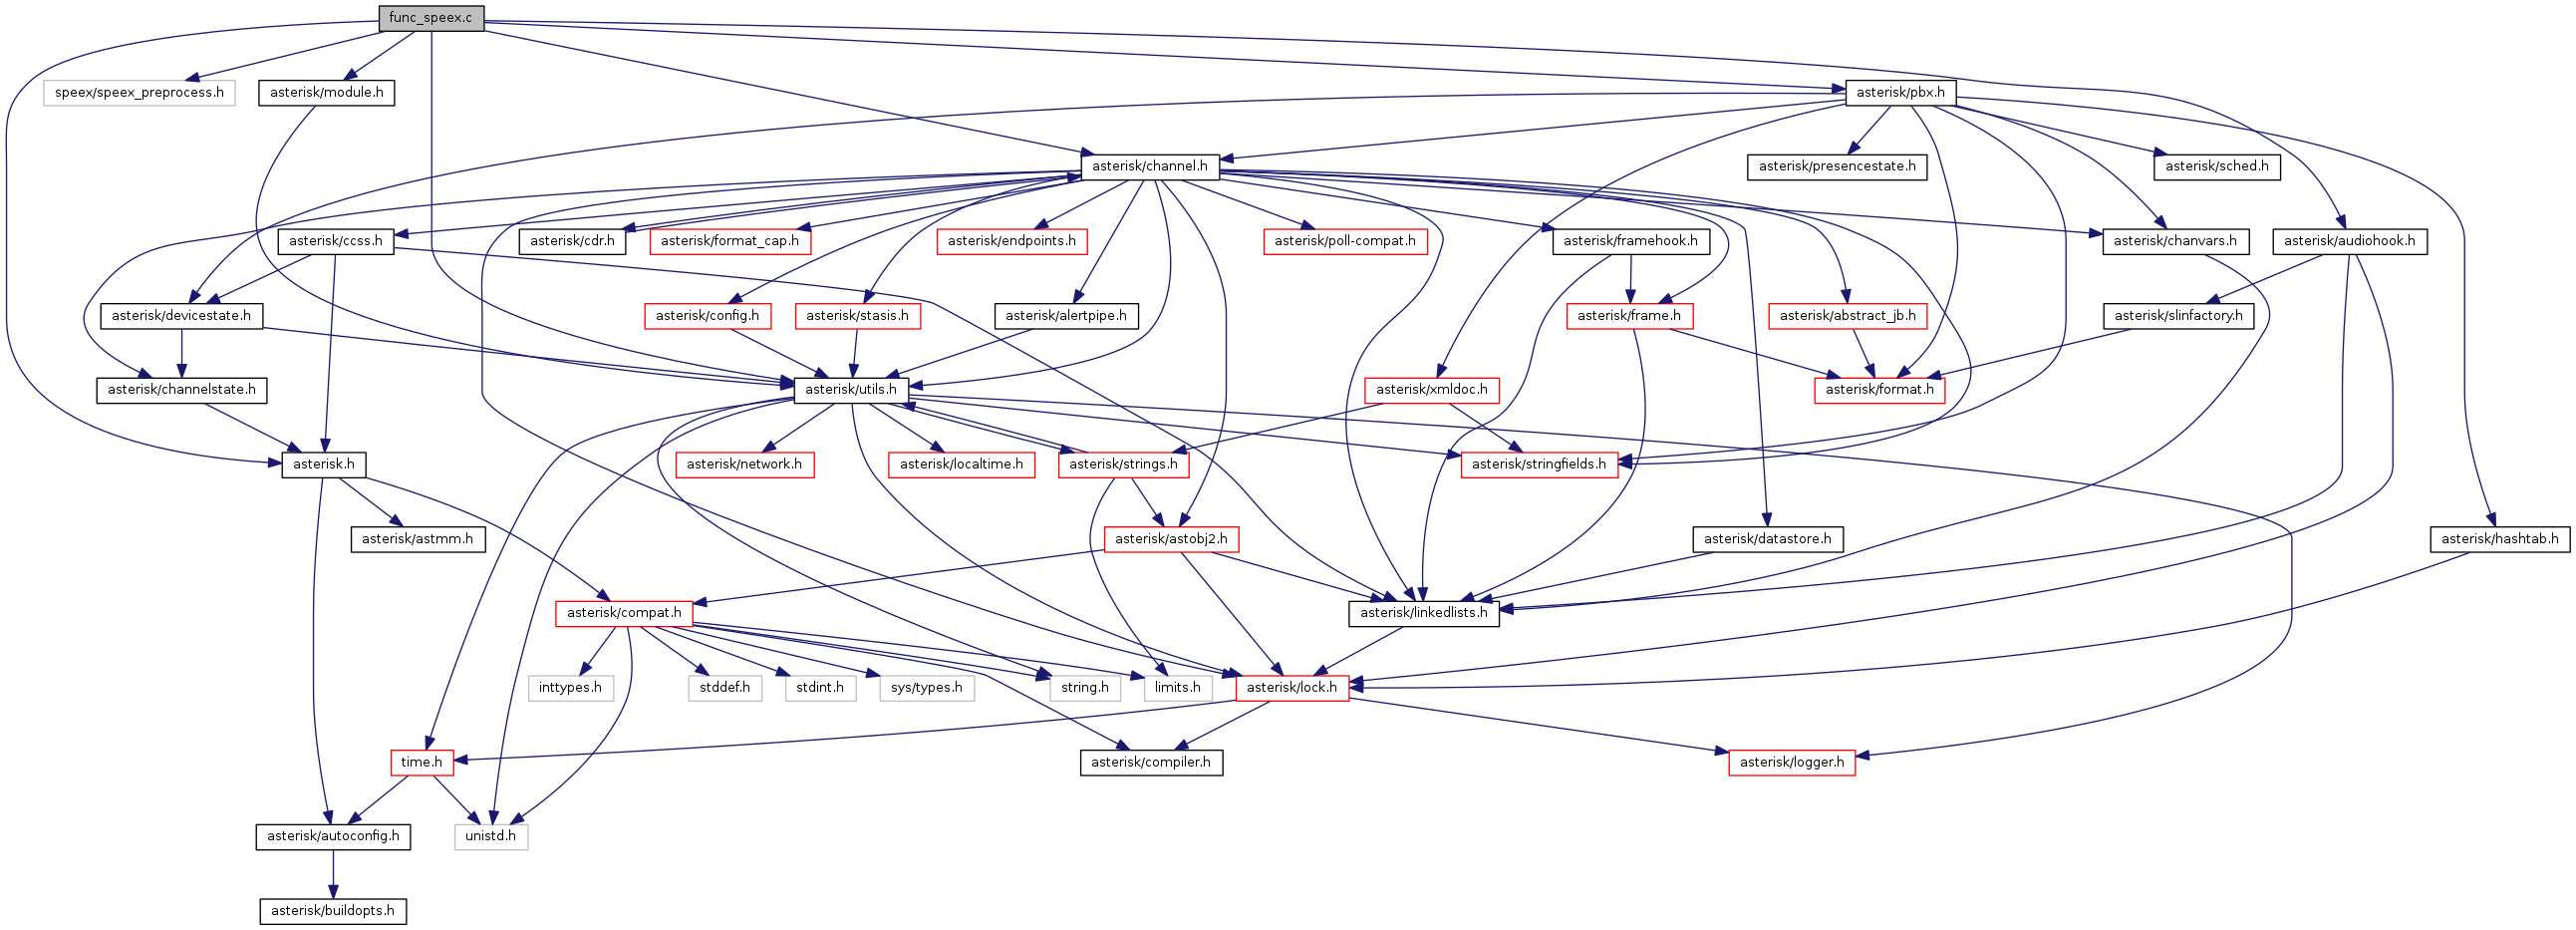 func_speex.c
speex/speex_preprocess.h
asterisk/module.h
asterisk/pbx.h
asterisk/channel.h
asterisk/presencestate.h
asterisk/sched.h
asterisk/ccss.h
asterisk/cdr.h
asterisk/format_cap.h
asterisk/endpoints.h
asterisk/poll-compat.h
asterisk/framehook.h
asterisk/chanvars.h
asterisk/audiohook.h
asterisk/devicestate.h
asterisk/config.h
asterisk/stasis.h
asterisk/alertpipe.h
asterisk/frame.h
asterisk/abstract_jb.h
asterisk/slinfactory.h
asterisk/channelstate.h
asterisk/utils.h
asterisk/xmldoc.h
asterisk/format.h
asterisk.h
asterisk/network.h
asterisk/localtime.h
asterisk/strings.h
asterisk/stringfields.h
asterisk/astmm.h
asterisk/astobj2.h
asterisk/datastore.h
asterisk/hashtab.h
asterisk/compat.h
asterisk/linkedlists.h
inttypes.h
stddef.h
stdint.h
sys/types.h
string.h
limits.h
asterisk/lock.h
time.h
asterisk/compiler.h
asterisk/logger.h
asterisk/autoconfig.h
unistd.h
asterisk/buildopts.h